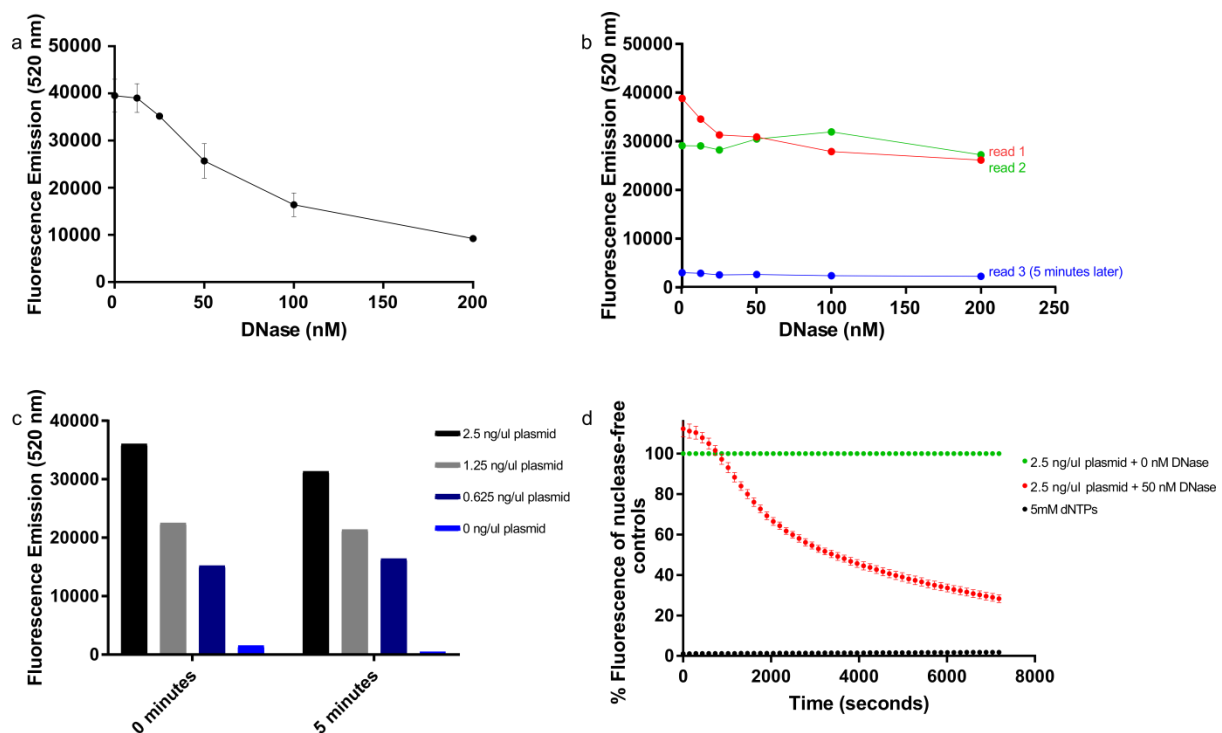 a
Fluorescence Emission (520 nm)
50000
40000
30000
20000
10000
0
0 50 100 150 200
DNase (nM)
b
Fluorescence Emission (520 nm)
50000
40000
30000
20000
10000
0
read 1
read 2
read 3 (5 minutes later)
0 50 100 150 200 250
DNase (nM)
c
Fluorescence Emission (520 nm)
40000
30000
20000
10000
0
2.5 ng/ul plasmid
1.25 ng/ul plasmid
0.625 ng/ul plasmid
0 ng/ul plasmid
0 minutes
5 minutes
d
% Fluorescence of nuclease-free
controls
100
80
60
40
20
0
2.5 ng/ul plasmid + 0 nM DNase
2.5 ng/ul plasmid + 50 nM DNase
5mM dNTPs
0 2000 4000 6000 8000
Time (seconds)